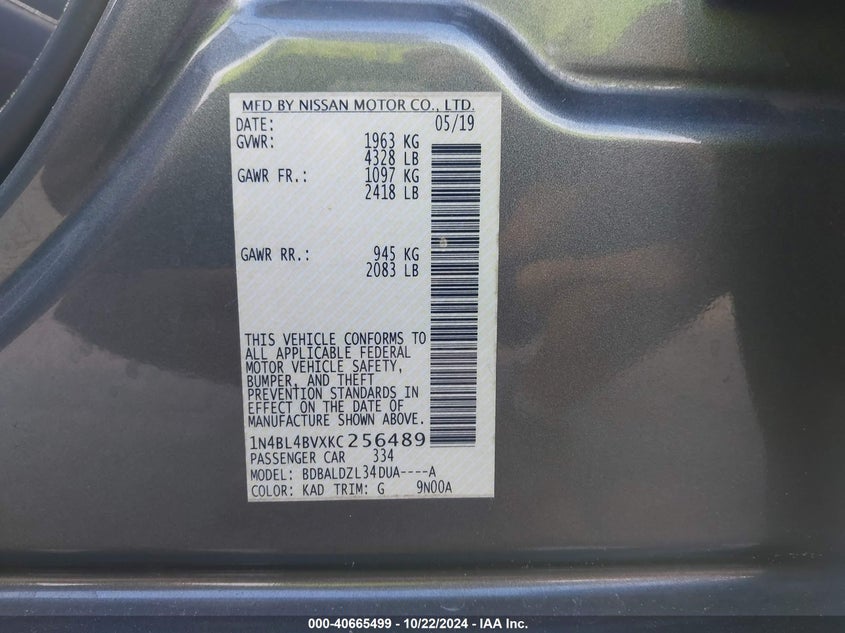 MFD BY NISSAN MOTOR CO., LTD.
DATE: 05/19
GVWR: 1963 KG
4328 LB
GAWR FR.: 1097 KG
2418 LB
GAWR RR.: 945 KG
2083 LB
THIS VEHICLE CONFORMS TO
ALL APPLICABLE FEDERAL
MOTOR VEHICLE SAFETY,
BUMPER, AND THEFT
PREVENTION STANDARDS IN
EFFECT ON THE DATE OF
MANUFACTURE SHOWN ABOVE.
1N4BL4BVXKC256489
PASSENGER CAR 334
MODEL: BDBALDZL34DUA----A
COLOR: KAD TRIM: G 9N00A
000-40665499 - 10/22/2024 - IAA Inc.